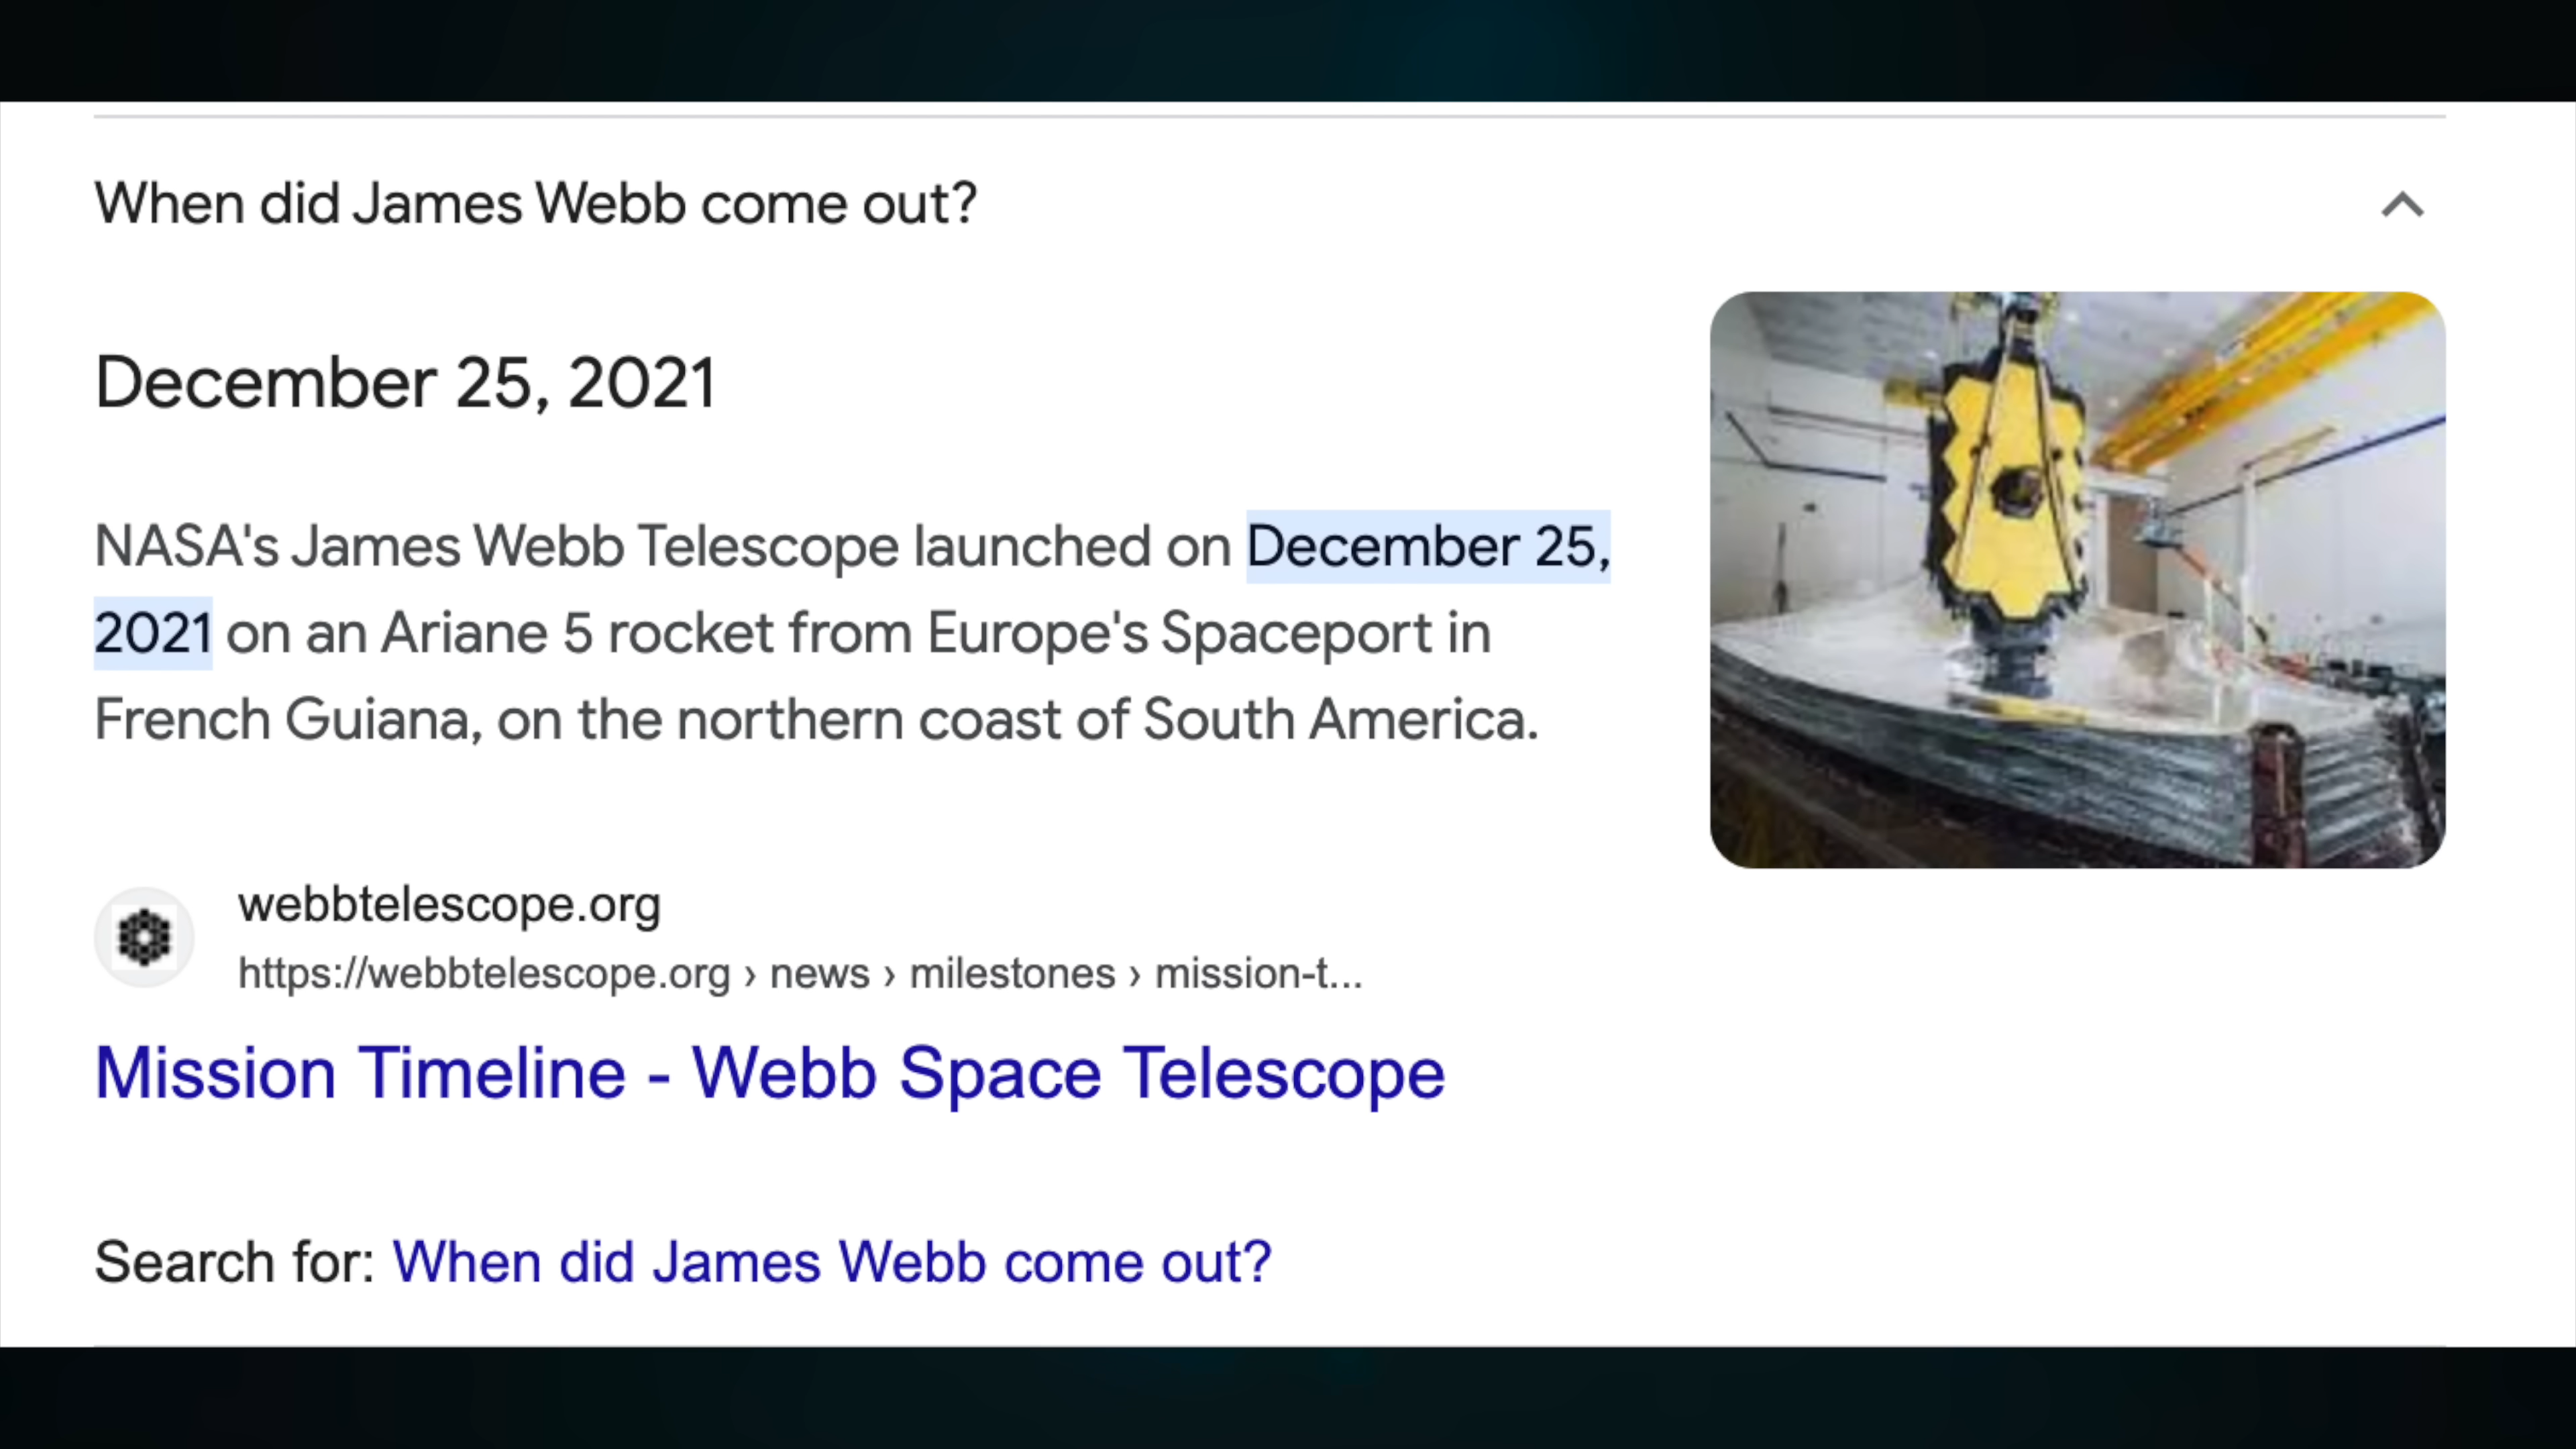 When did James Webb come out?
December 25, 2021
NASA's James Webb Telescope launched on December 25,
2021 on an Ariane 5 rocket from Europe's Spaceport in
French Guiana, on the northern coast of South America.
webbtelescope.org
https://webbtelescope.org › news › milestones › mission-t...
Mission Timeline - Webb Space Telescope
Search for: When did James Webb come out?